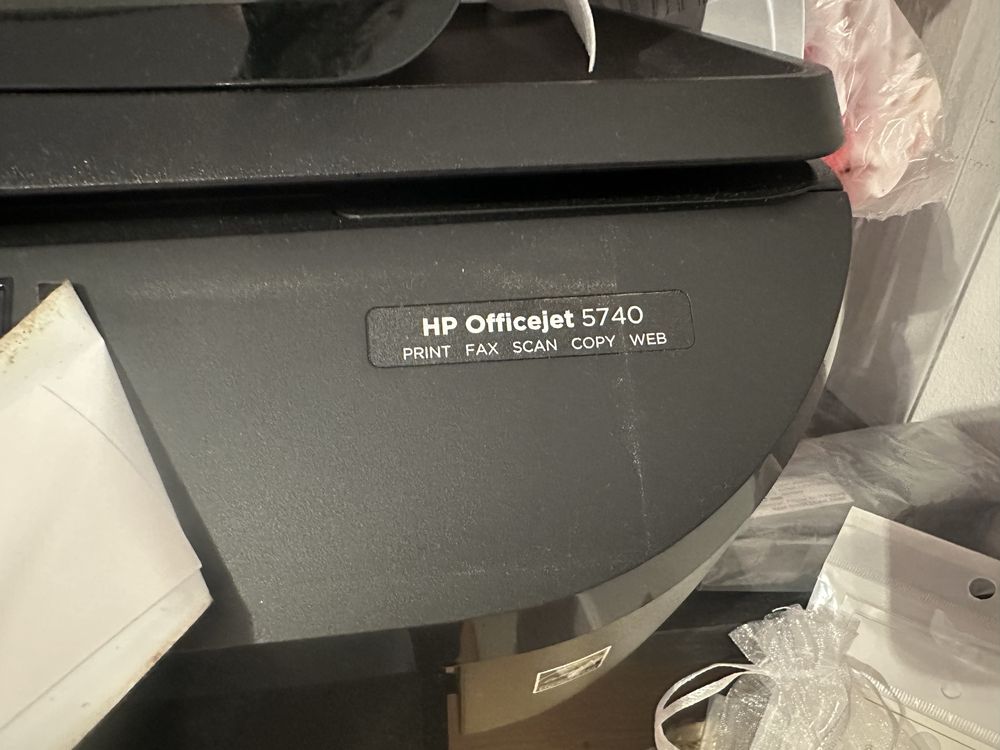 HP Officejet 5740
PRINT FAX SCAN COPY WEB